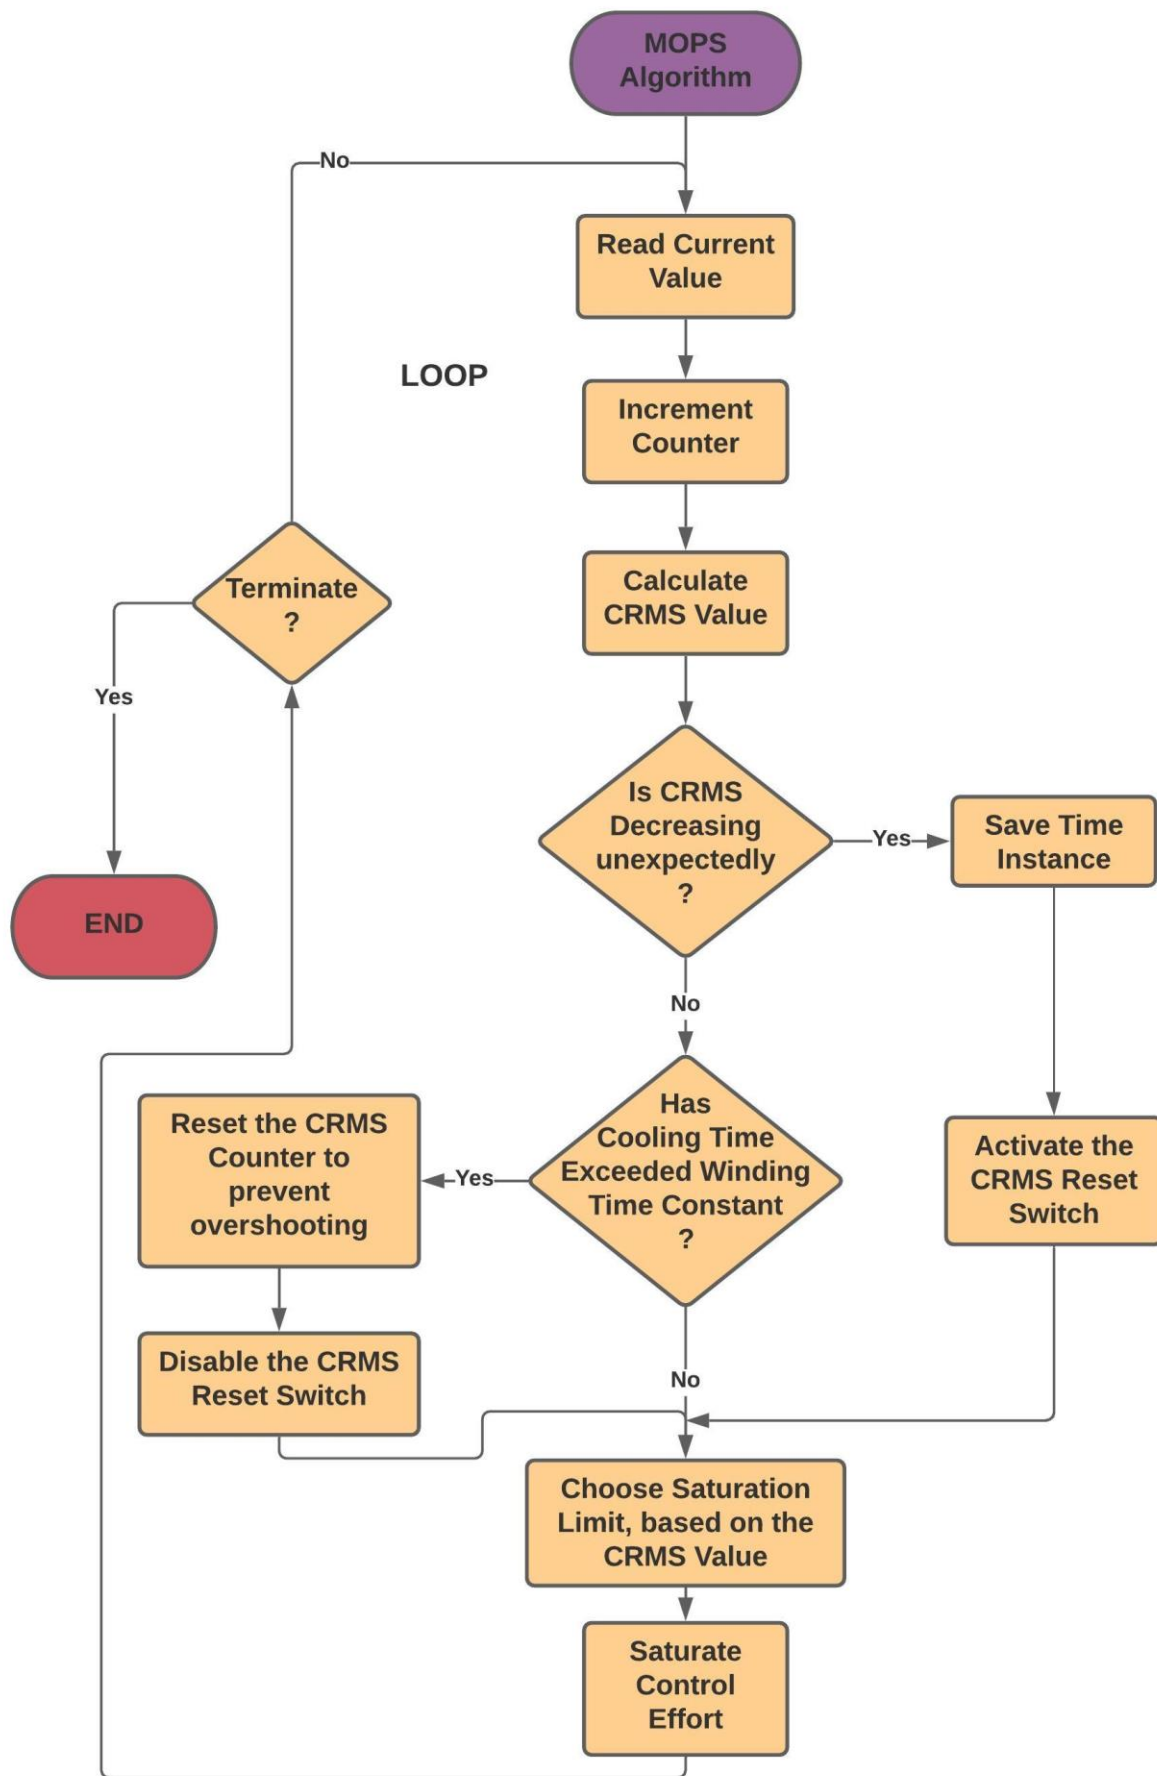 MOPS
Algorithm
No
Read Current
Value
LOOP
Increment
Counter
Terminate
?
Calculate
CRMS Value
Yes
Is CRMS
Decreasing
unexpectedly
?
Yes
Save Time
Instance
END
No
Has
Cooling Time
Exceeded Winding
Time Constant
?
Yes
Reset the CRMS
Counter to
prevent
overshooting
Activate the
CRMS Reset
Switch
Disable the CRMS
Reset Switch
No
Choose Saturation
Limit, based on the
CRMS Value
Saturate
Control
Effort